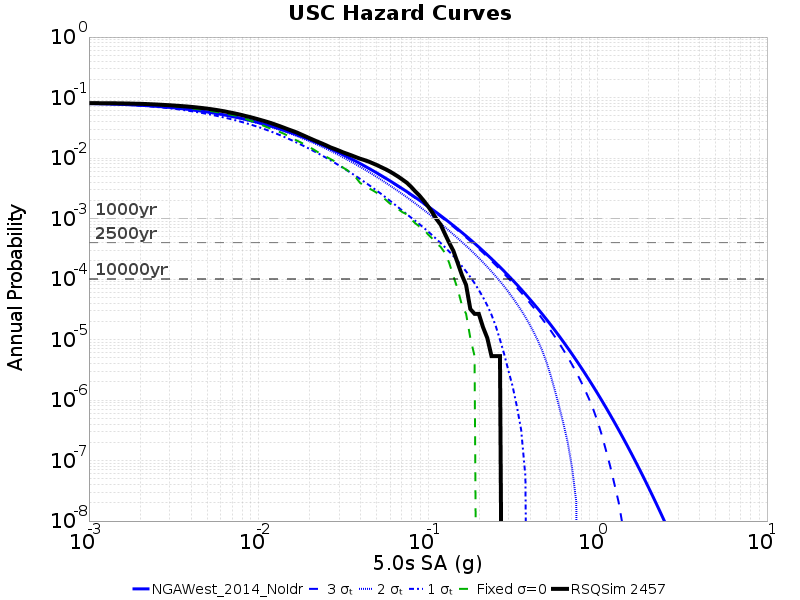 USC Hazard Curves
10⁰
10⁻¹
10⁻²
10⁻³
10⁻⁴
10⁻⁵
10⁻⁶
10⁻⁷
10⁻⁸
Annual Probability
1000yr
2500yr
10000yr
10⁻³ 10⁻² 10⁻¹ 10⁰ 10¹
5.0s SA (g)
NGAWest_2014_NoIdr 3 σₜ 2 σₜ 1 σₜ Fixed σ=0 RSQSim 2457